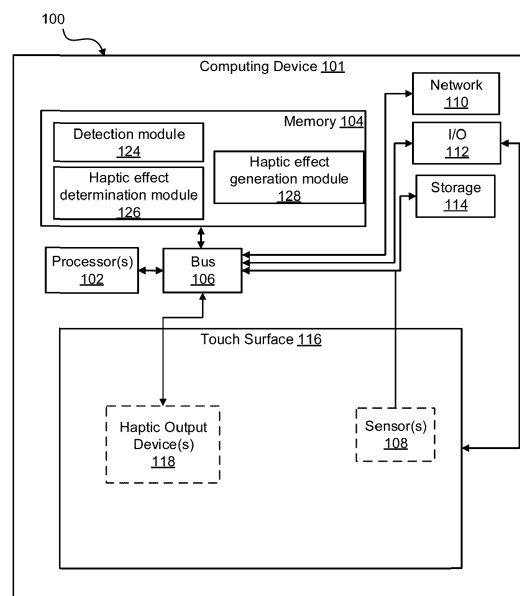 100
Computing Device 101
Network
110
Memory 104
I/O
112
Detection module
124
Haptic effect
generation module
128
Haptic effect
determination module
126
Storage
114
Processor(s)
102
Bus
106
Touch Surface 116
Haptic Output
Device(s)
118
Sensor(s)
108